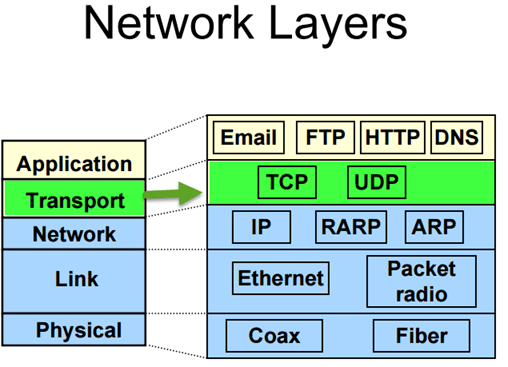 Network Layers
Application
Transport
Network
Link
Physical
Email FTP HTTP DNS
TCP UDP
IP RARP ARP
Ethernet Packet radio
Coax Fiber